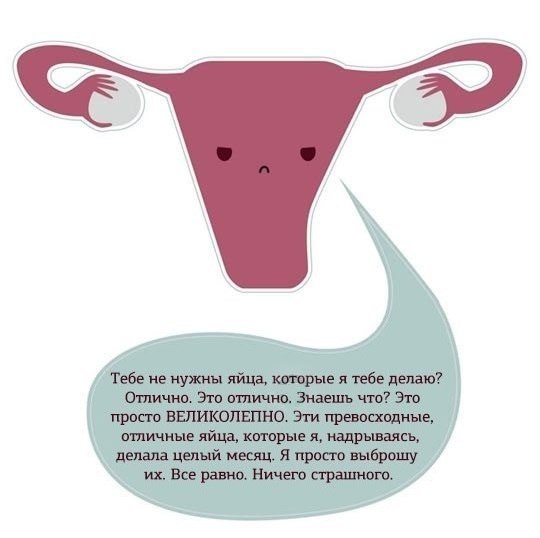 Тебе не нужны яйца, которые я тебе делаю?
Отлично. Это отлично. Знаешь что? Это
просто ВЕЛИКОЛЕПНО. Эти превосходные,
отличные яйца, которые я, надрываясь,
делала целый месяц. Я просто выброшу
их. Все равно. Ничего страшного.